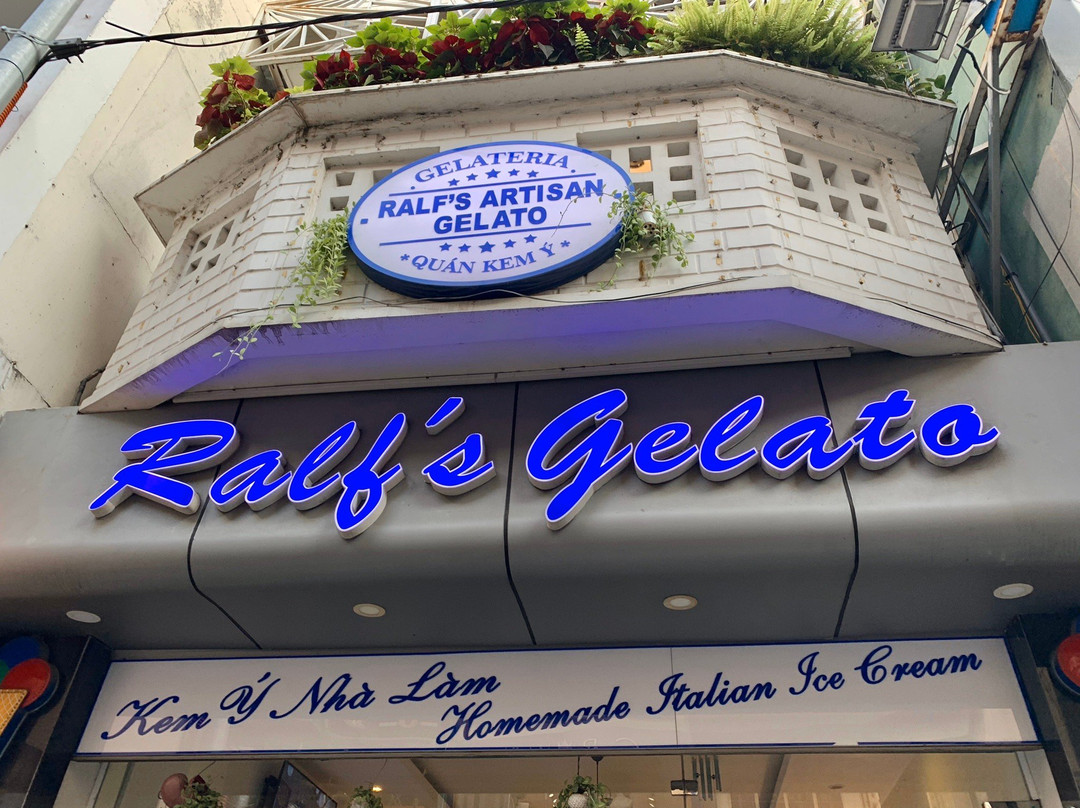 GELATERIA
RALF'S ARTISAN
GELATO
*QUÁN KEM Ý*
Ralf's Gelato
Kem Ý Nhà Làm
Homemade Italian Ice Cream